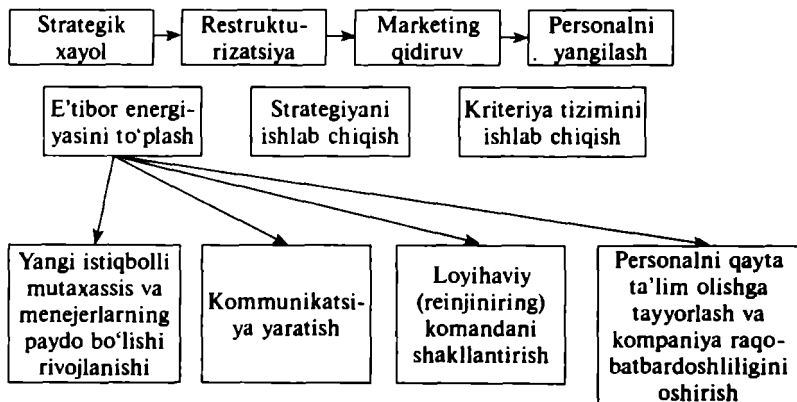 Strategik
xayol
Restruktu-
rizatsiya
Marketing
qidiruv
Personalni
yangilash
E'tibor energi-
yasini to‘plash
Strategiyani
ishlab chiqish
Kriteriya tizimini
ishlab chiqish
Yangi istiqbolli
mutaxassis va
menejerlarning
paydo bo‘lishi
rivojlanishi
Kommunikatsi-
ya yaratish
Loyihaviy
(reinjiniring)
komandani
shakllantirish
Personalni qayta
ta’lim olishga
tayyorlash va
kompaniya raqo-
batbardoshliligini
oshirish